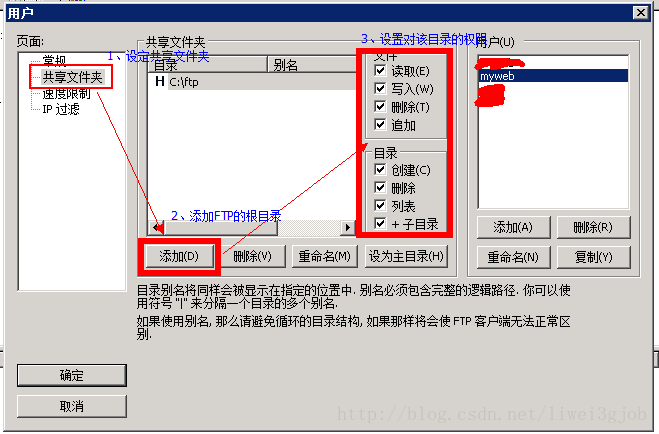 用户
页面:
常规
共享文件夹
速度限制
IP 过滤
共享文件夹
1、设定共享文件夹
目录
别名
H C:\ftp
2、添加FTP的根目录
添加(D)
删除(V)
重命名(M)
设为主目录(H)
3、设置对该目录的权限
文件
读取(E)
写入(W)
删除(T)
追加
目录
创建(C)
删除
列表
+ 子目录
用户(U)
myweb
添加(A)
删除(R)
重命名(N)
复制(Y)
目录别名将同样会被显示在指定的位置中. 别名必须包含完整的逻辑路径. 你可以使
用符号 "|" 来分隔一个目录的多个别名.
如果使用别名, 那么请避免循环的目录结构, 如果那样将会使 FTP 客户端无法正常区
别.
确定
取消
http://blog.csdn.net/liwei3gjob